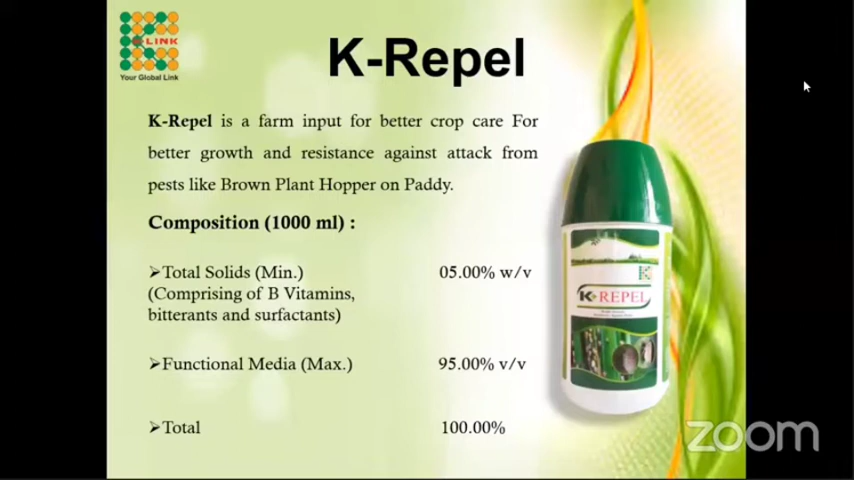 K LINK
Your Global Link
K-Repel
K-Repel is a farm input for better crop care For
better growth and resistance against attack from
pests like Brown Plant Hopper on Paddy.
Composition (1000 ml) :
➢Total Solids (Min.) 05.00% w/v
(Comprising of B Vitamins,
bitterants and surfactants)
➢Functional Media (Max.) 95.00% v/v
➢Total 100.00%
K-REPEL
zoom